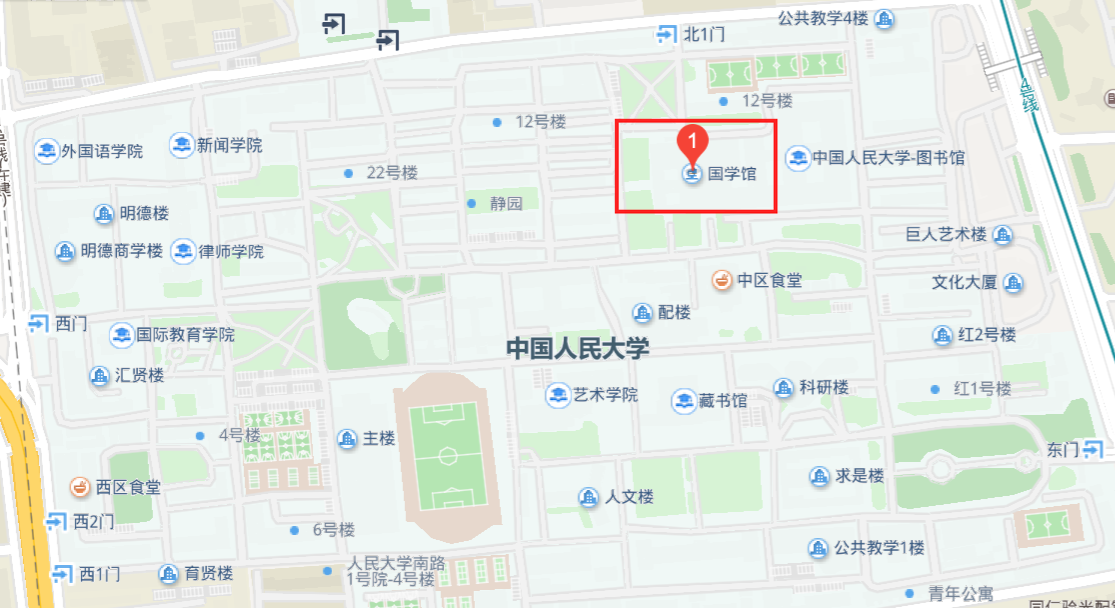 公共教学4楼
北1门
4号线
12号楼
12号楼
1
外国语学院
新闻学院
22号楼
国学馆
中国人民大学-图书馆
静园
明德楼
明德商学楼
律师学院
巨人艺术楼
中区食堂
文化大厦
配楼
西门
国际教育学院
红2号楼
中国人民大学
汇贤楼
艺术学院
藏书馆
科研楼
红1号楼
4号楼
主楼
东门
求是楼
西区食堂
人文楼
西2门
6号楼
公共教学1楼
西1门
育贤楼
人民大学南路
1号院-4号楼
青年公寓